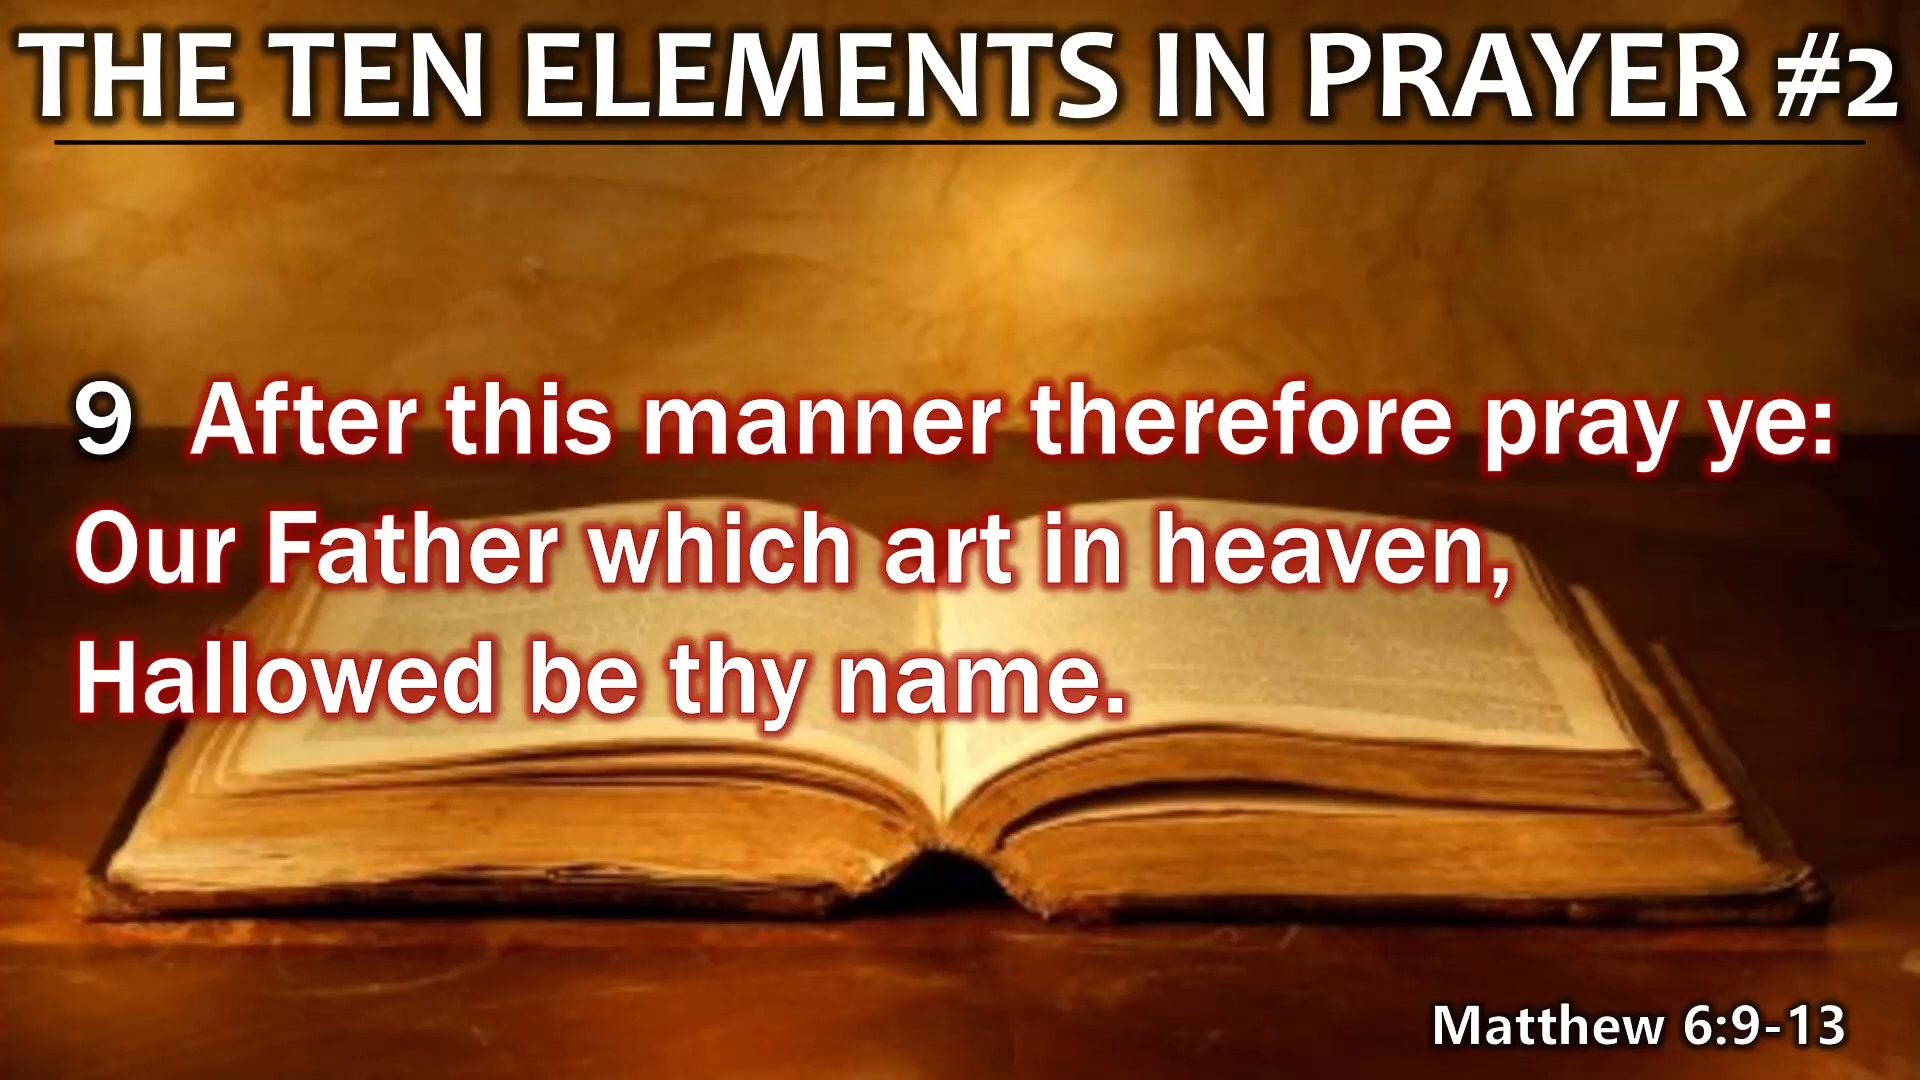 THE TEN ELEMENTS IN PRAYER #2
9 After this manner therefore pray ye:
Our Father which art in heaven,
Hallowed be thy name.
Matthew 6:9-13